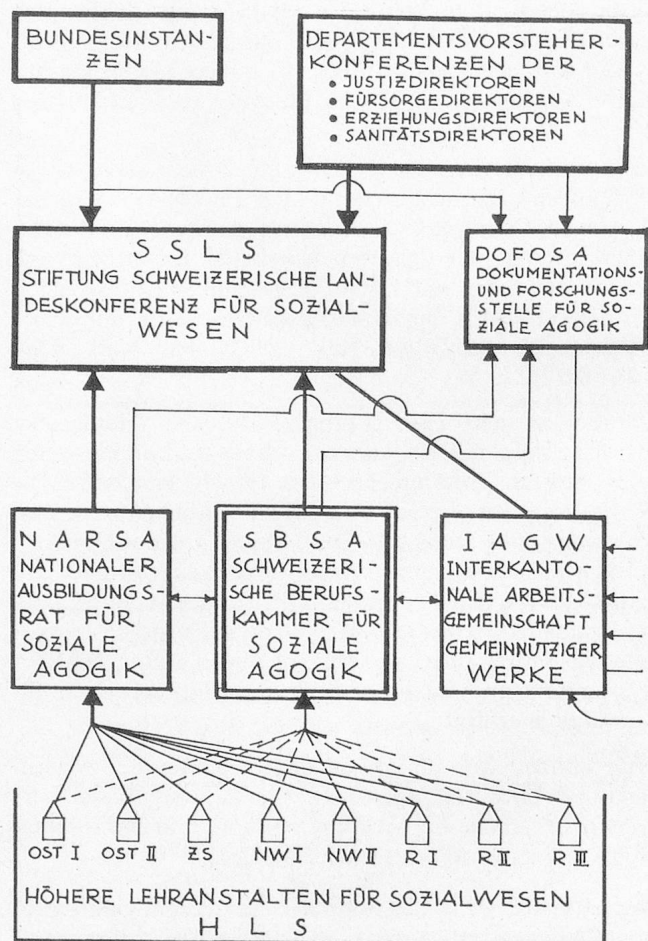 BUNDESINSTAN-
ZEN
DEPARTEMENTSVORSTEHER-
KONFERENZEN DER
• JUSTIZDIREKTOREN
• FÜRSORGEDIREKTOREN
• ERZIEHUNGSDIREKTOREN
• SANITÄTSDIREKTOREN
S S L S
STIFTUNG SCHWEIZERISCHE LAN-
DESKONFERENZ FÜR SOZIAL-
WESEN
DOFOSA
DOKUMENTATIONS-
UND FORSCHUNGS-
STELLE FÜR SO-
ZIALE AGOGIK
N A R S A
NATIONALER
AUSBILDUNGS-
RAT FÜR
SOZIALE
AGOGIK
S B S A
SCHWEIZERI-
SCHE BERUFS-
KAMMER FÜR
SOZIALE
AGOGIK
I A G W
INTERKANTO-
NALE ARBEITS-
GEMEINSCHAFT
GEMEINNÜTZIGER
WERKE
OST I OST II ZS NW I NW II R I R II R III
HÖHERE LEHRANSTALTEN FÜR SOZIALWESEN
H L S